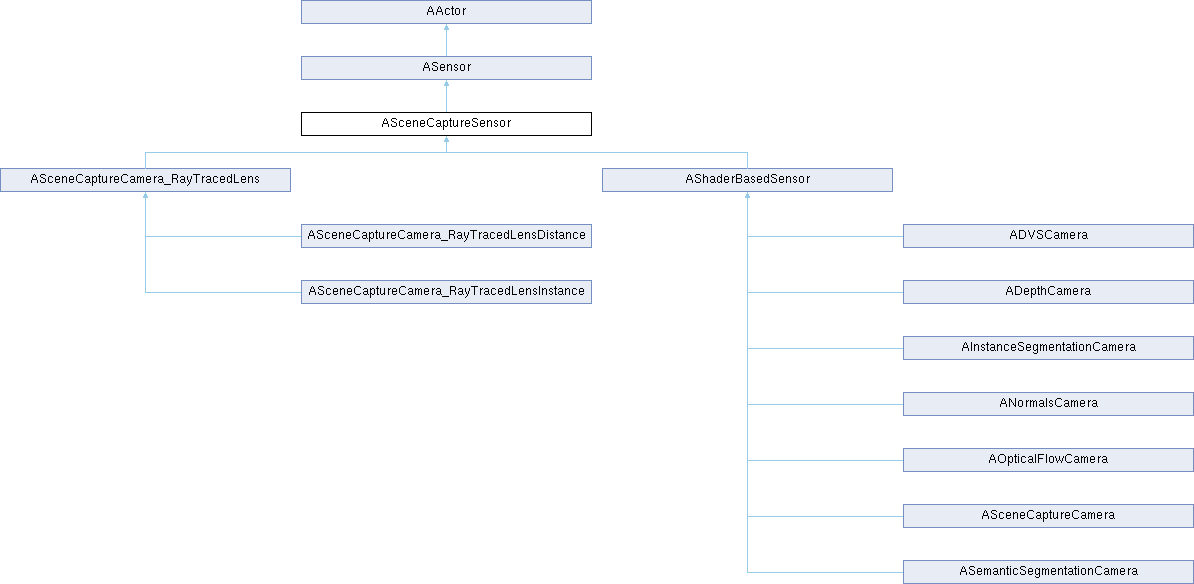 AActor
ASensor
ASceneCaptureSensor
ASceneCaptureCamera_RayTracedLens
AShaderBasedSensor
ASceneCaptureCamera_RayTracedLensDistance
ADVSCamera
ASceneCaptureCamera_RayTracedLensInstance
ADepthCamera
AInstanceSegmentationCamera
ANormalsCamera
AOpticalFlowCamera
ASceneCaptureCamera
ASemanticSegmentationCamera